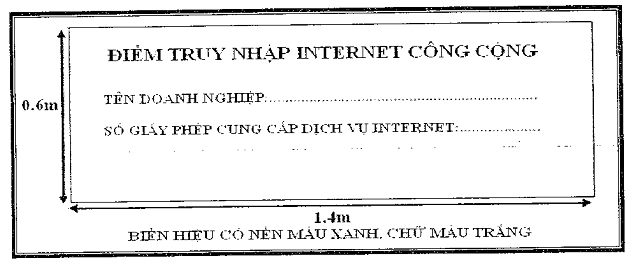 ĐIỂM TRUY NHẬP INTERNET CÔNG CỘNG
TÊN DOANH NGHIỆP:..............................................................
0.6m
SỐ GIẤY PHÉP CUNG CẤP DỊCH VỤ INTERNET:...................
1.4m
BIỂN HIỆU CÓ NỀN MÀU XANH, CHỮ MÀU TRẮNG